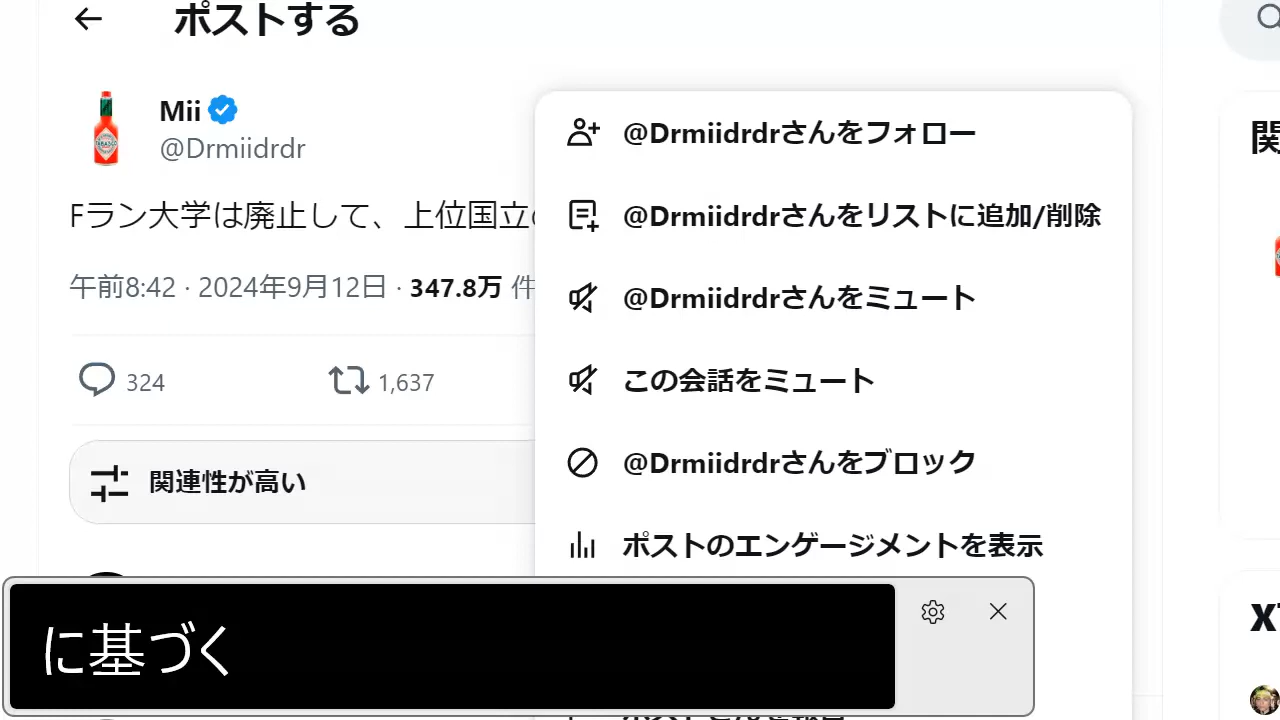 ポストする
Mii
@Drmiidrdr
Fラン大学は廃止して、上位国立
午前8:42 · 2024年9月12日 · 347.8万 件
324
1,637
関連性が高い
@Drmiidrdrさんをフォロー
@Drmiidrdrさんをリストに追加/削除
@Drmiidrdrさんをミュート
この会話をミュート
@Drmiidrdrさんをブロック
ポストのエンゲージメントを表示
に基づく
関